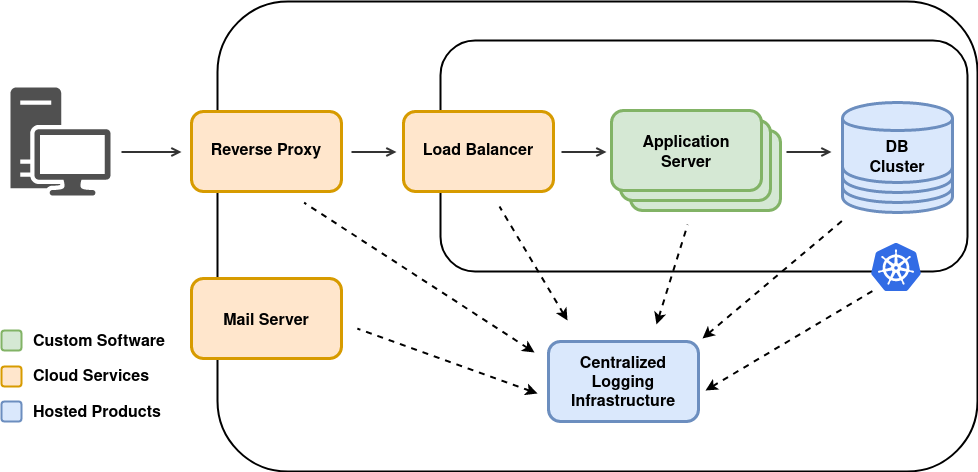 Reverse Proxy
Load Balancer
Application
Server
DB
Cluster
Mail Server
Centralized
Logging
Infrastructure
Custom Software
Cloud Services
Hosted Products